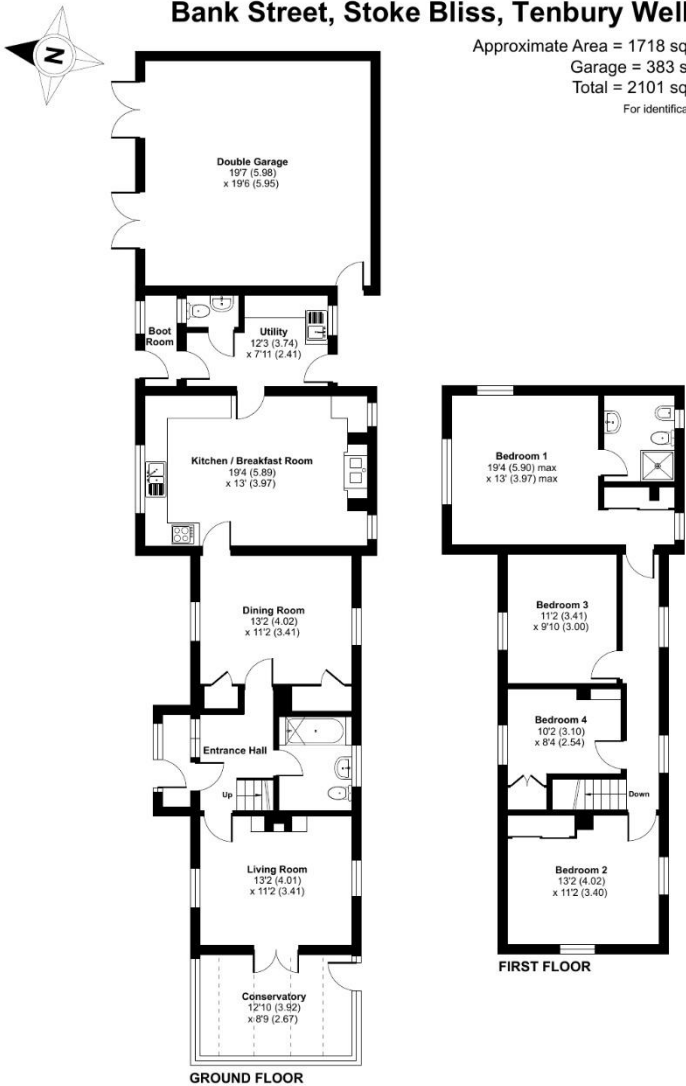 Bank Street, Stoke Bliss, Tenbury
Approximate Area = 1718
Garage = 383
Total = 2101
For
N
Double Garage
19'7 (5.98)
x 19'6 (5.95)
Boot
Room
Utility
12'3 (3.74)
x 7'11 (2.41)
Kitchen / Breakfast Room
19'4 (5.89)
x 13' (3.97)
Dining Room
13'2 (4.02)
x 11'2 (3.41)
Entrance Hall
Up
Living Room
13'2 (4.01)
x 11'2 (3.41)
Conservatory
12'10 (3.92)
x 8'9 (2.67)
GROUND FLOOR
Bedroom 1
19'4 (5.90) max
x 13' (3.97) max
Bedroom 3
11'2 (3.41)
x 9'10 (3.00)
Bedroom 4
10'2 (3.10)
x 8'4 (2.54)
Down
Bedroom 2
13'2 (4.02)
x 11'2 (3.40)
FIRST FLOOR